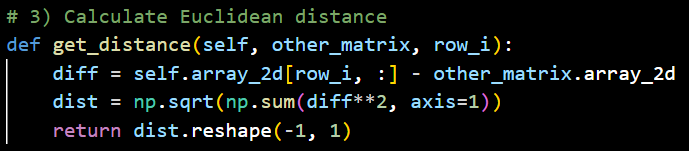 # 3) Calculate Euclidean distance
def get_distance(self, other_matrix, row_i):
    diff = self.array_2d[row_i, :] - other_matrix.array_2d
    dist = np.sqrt(np.sum(diff**2, axis=1))
    return dist.reshape(-1, 1)